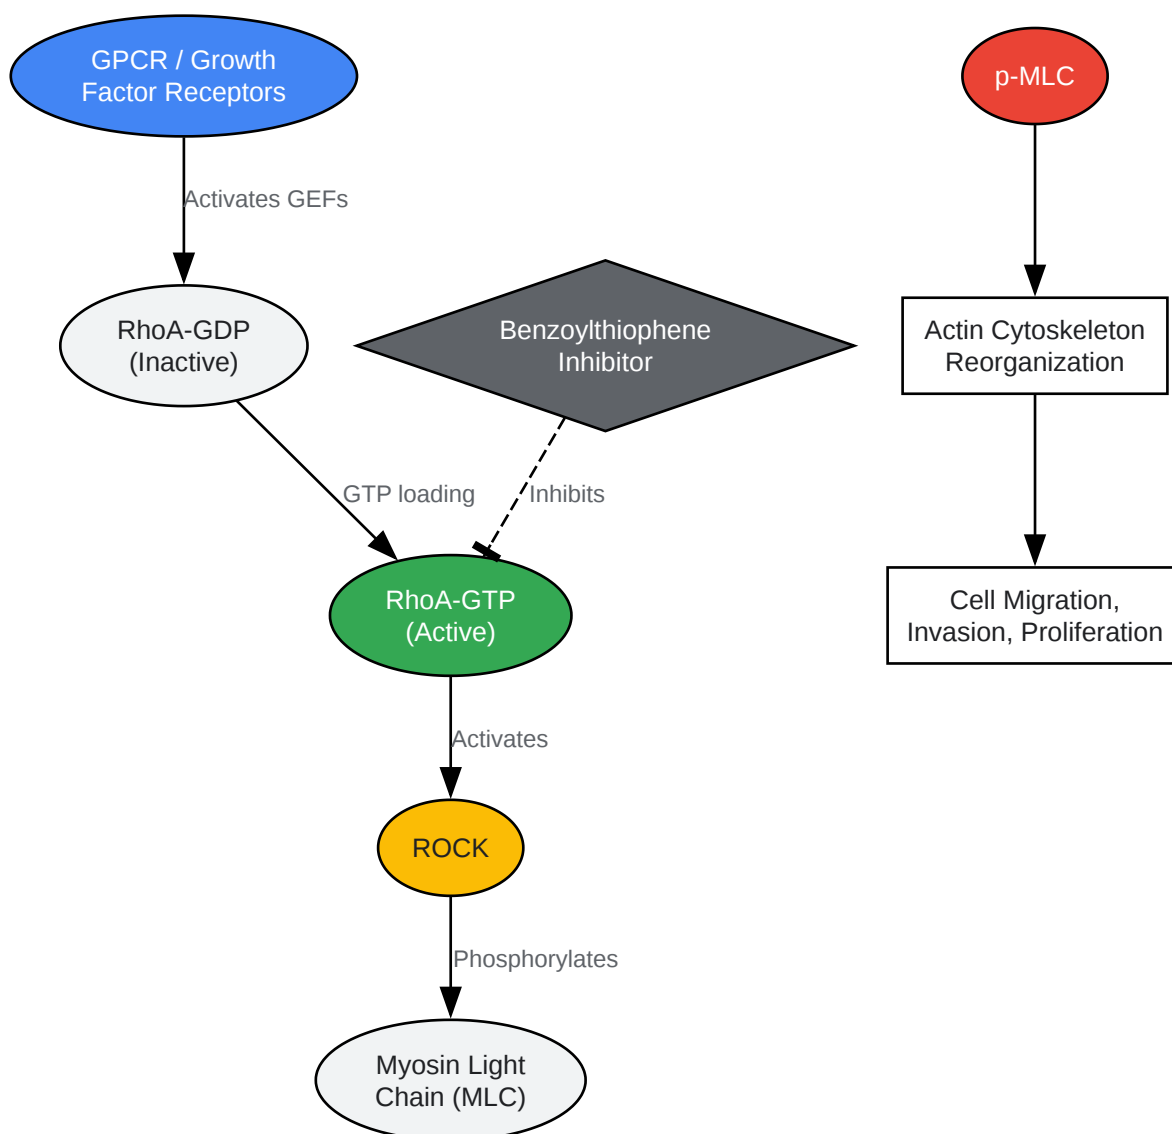 GPCR / Growth
Factor Receptors
p-MLC
Activates GEFs
RhoA-GDP
(Inactive)
Benzoylthiophene
Inhibitor
Actin Cytoskeleton
Reorganization
GTP loading
Inhibits
RhoA-GTP
(Active)
Cell Migration,
Invasion, Proliferation
Activates
ROCK
Phosphorylates
Myosin Light
Chain (MLC)